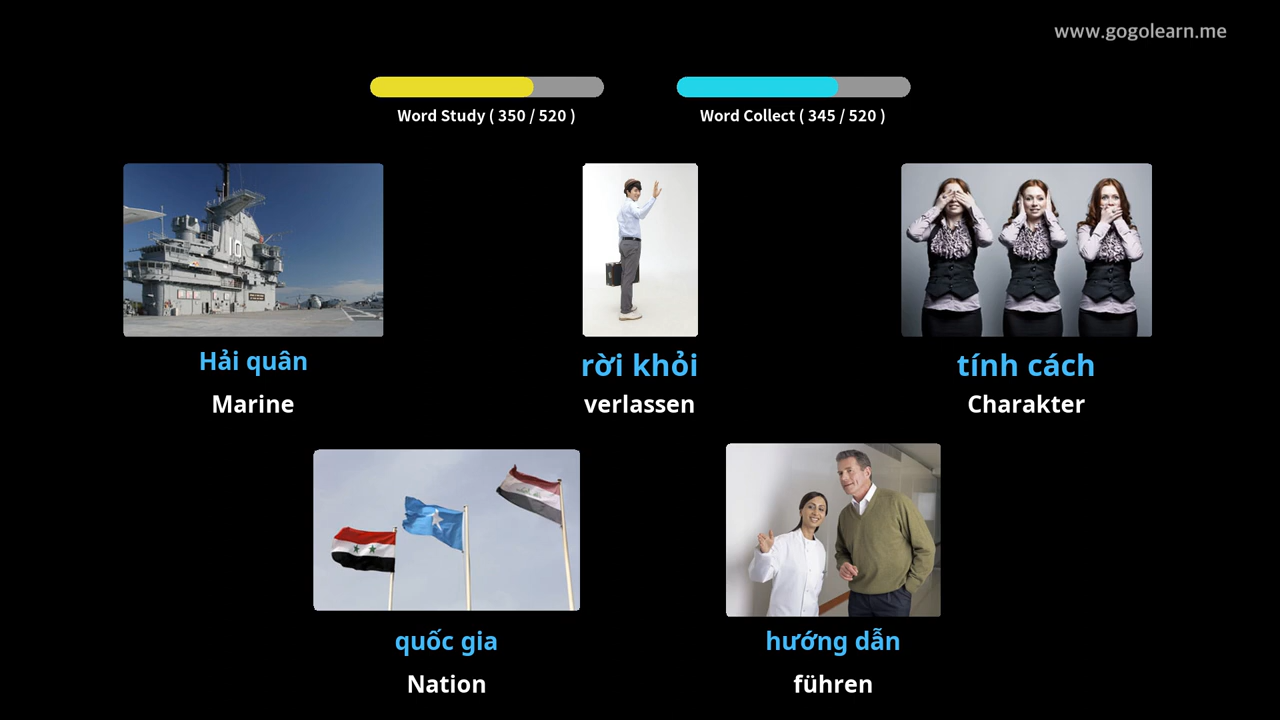 www.gogolearn.me
Word Study ( 350 / 520 )
Word Collect ( 345 / 520 )
10
Hải quân
rời khỏi
tính cách
Marine
verlassen
Charakter
quốc gia
hướng dẫn
Nation
führen